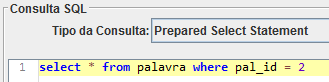 Consulta SQL
Tipo da Consulta: Prepared Select Statement
1 select * from palavra where pal_id = 2